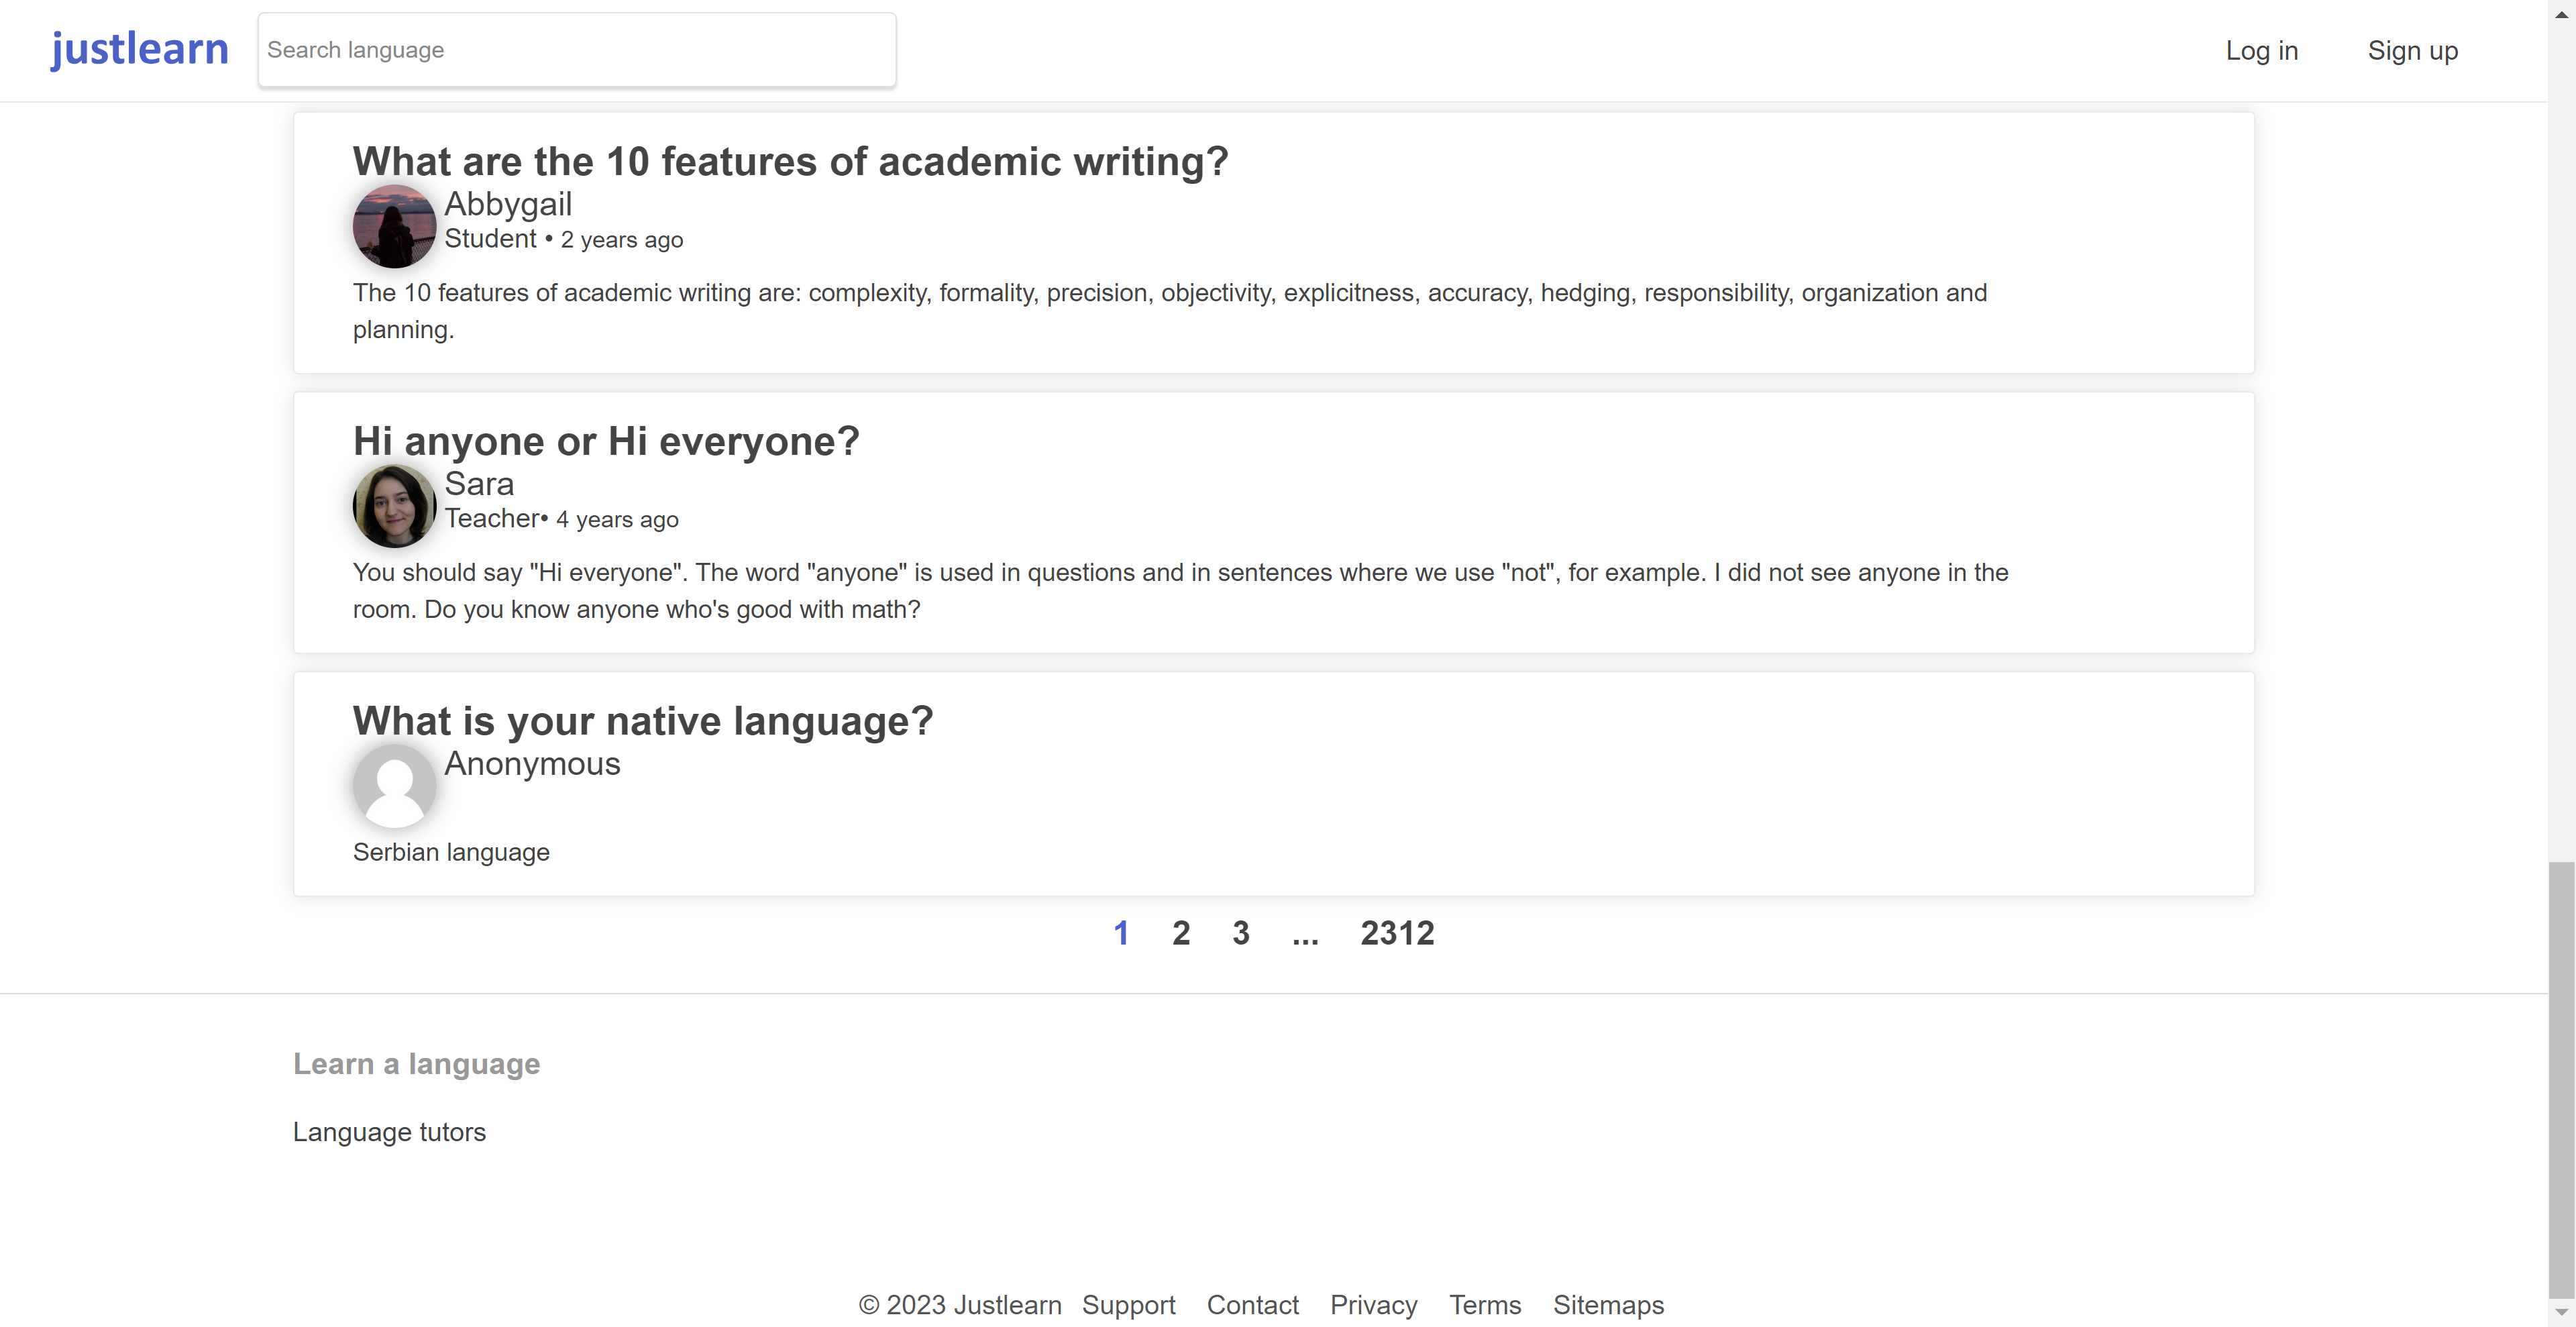 justlearn
Search language
Log in
Sign up
What are the 10 features of academic writing?
Abbygail
Student • 2 years ago
The 10 features of academic writing are: complexity, formality, precision, objectivity, explicitness, accuracy, hedging, responsibility, organization and
planning.
Hi anyone or Hi everyone?
Sara
Teacher• 4 years ago
You should say "Hi everyone". The word "anyone" is used in questions and in sentences where we use "not", for example. I did not see anyone in the
room. Do you know anyone who's good with math?
What is your native language?
Anonymous
Serbian language
1 2 3 ... 2312
Learn a language
Language tutors
© 2023 Justlearn Support Contact Privacy Terms Sitemaps